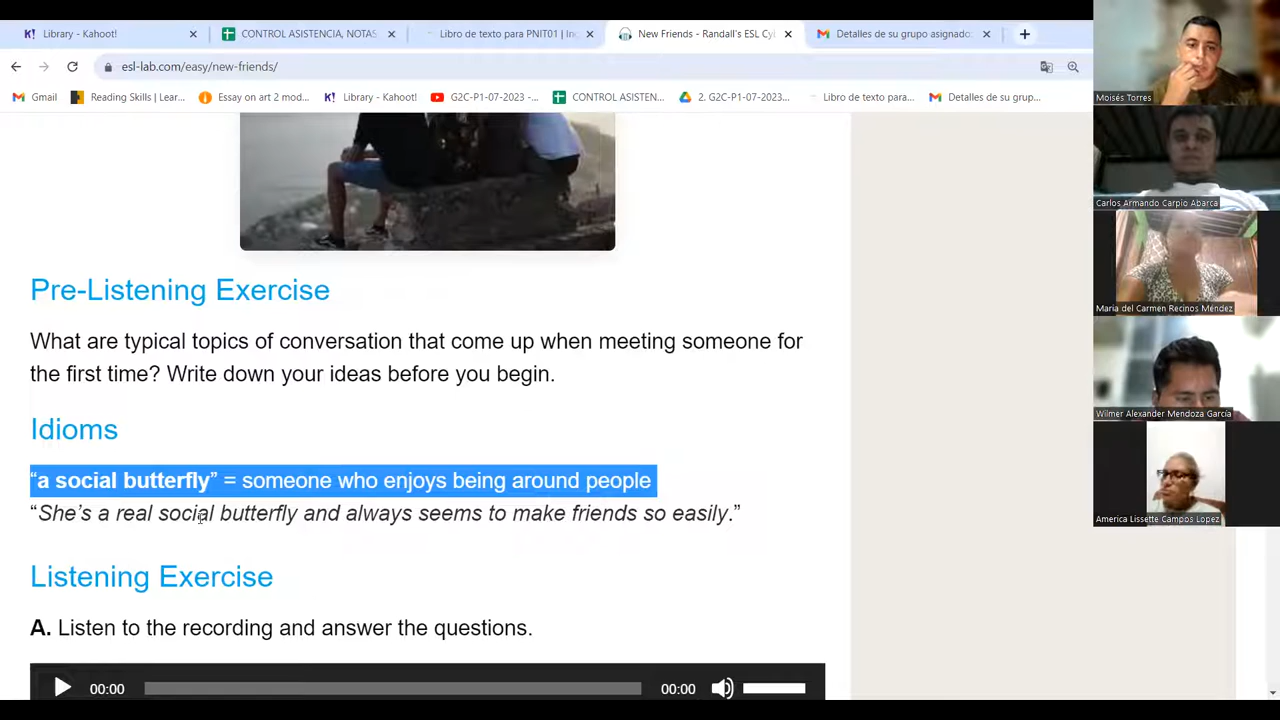 Library - Kahoot!
CONTROL ASISTENCIA, NOTAS
Libro de texto para PNIT01 | In
New Friends - Randall's ESL Cy
Detalles de su grupo asignado:
esl-lab.com/easy/new-friends/
Gmail
Reading Skills | Lear...
Essay on art 2 mod...
Library - Kahoot!
G2C-P1-07-2023 -...
CONTROL ASISTEN...
2. G2C-P1-07-2023...
Libro de texto para...
Detalles de su grup...
Pre-Listening Exercise
What are typical topics of conversation that come up when meeting someone for
the first time? Write down your ideas before you begin.
Idioms
“a social butterfly” = someone who enjoys being around people
“She’s a real social butterfly and always seems to make friends so easily.”
Listening Exercise
A. Listen to the recording and answer the questions.
00:00
00:00
Moisés Torres
Carlos Armando Carpio Abarca
Maria del Carmen Recinos Méndez
Wilmer Alexander Mendoza García
America Lissette Campos Lopez